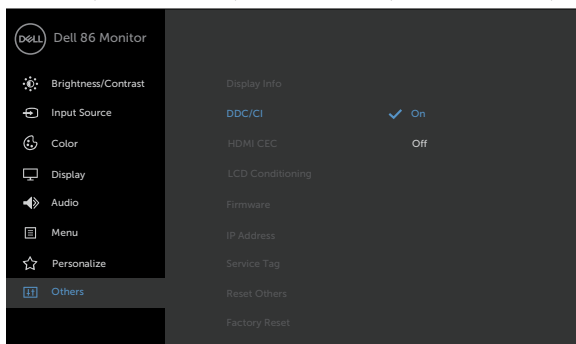 DELL Dell 86 Monitor
Brightness/Contrast
Display Info
Input Source
DDC/CI On
Color
HDMI CEC Off
Display
LCD Conditioning
Audio
Firmware
Menu
IP Address
Personalize
Service Tag
Others
Reset Others
Factory Reset